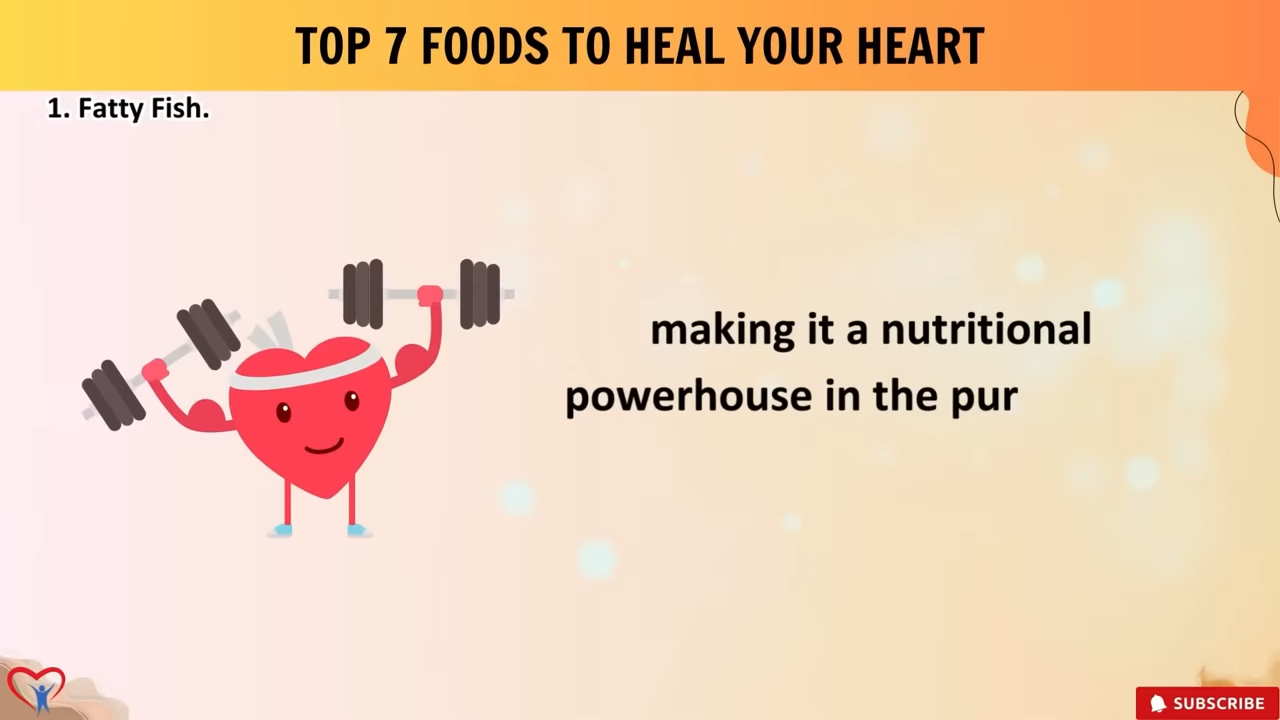 TOP 7 FOODS TO HEAL YOUR HEART
1. Fatty Fish.
making it a nutritional
powerhouse in the pur
SUBSCRIBE